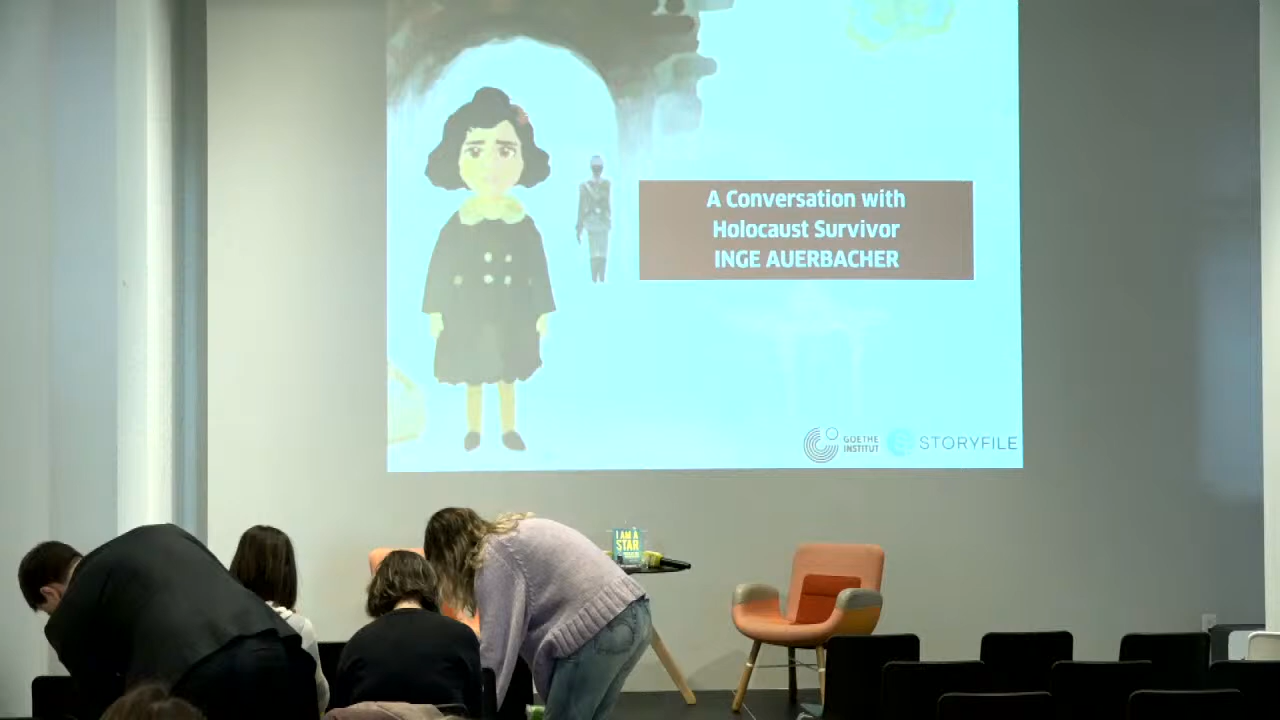 A Conversation with
Holocaust Survivor
INGE AUERBACHER
GOETHE
INSTITUT
STORYFILE
I AM A
STAR